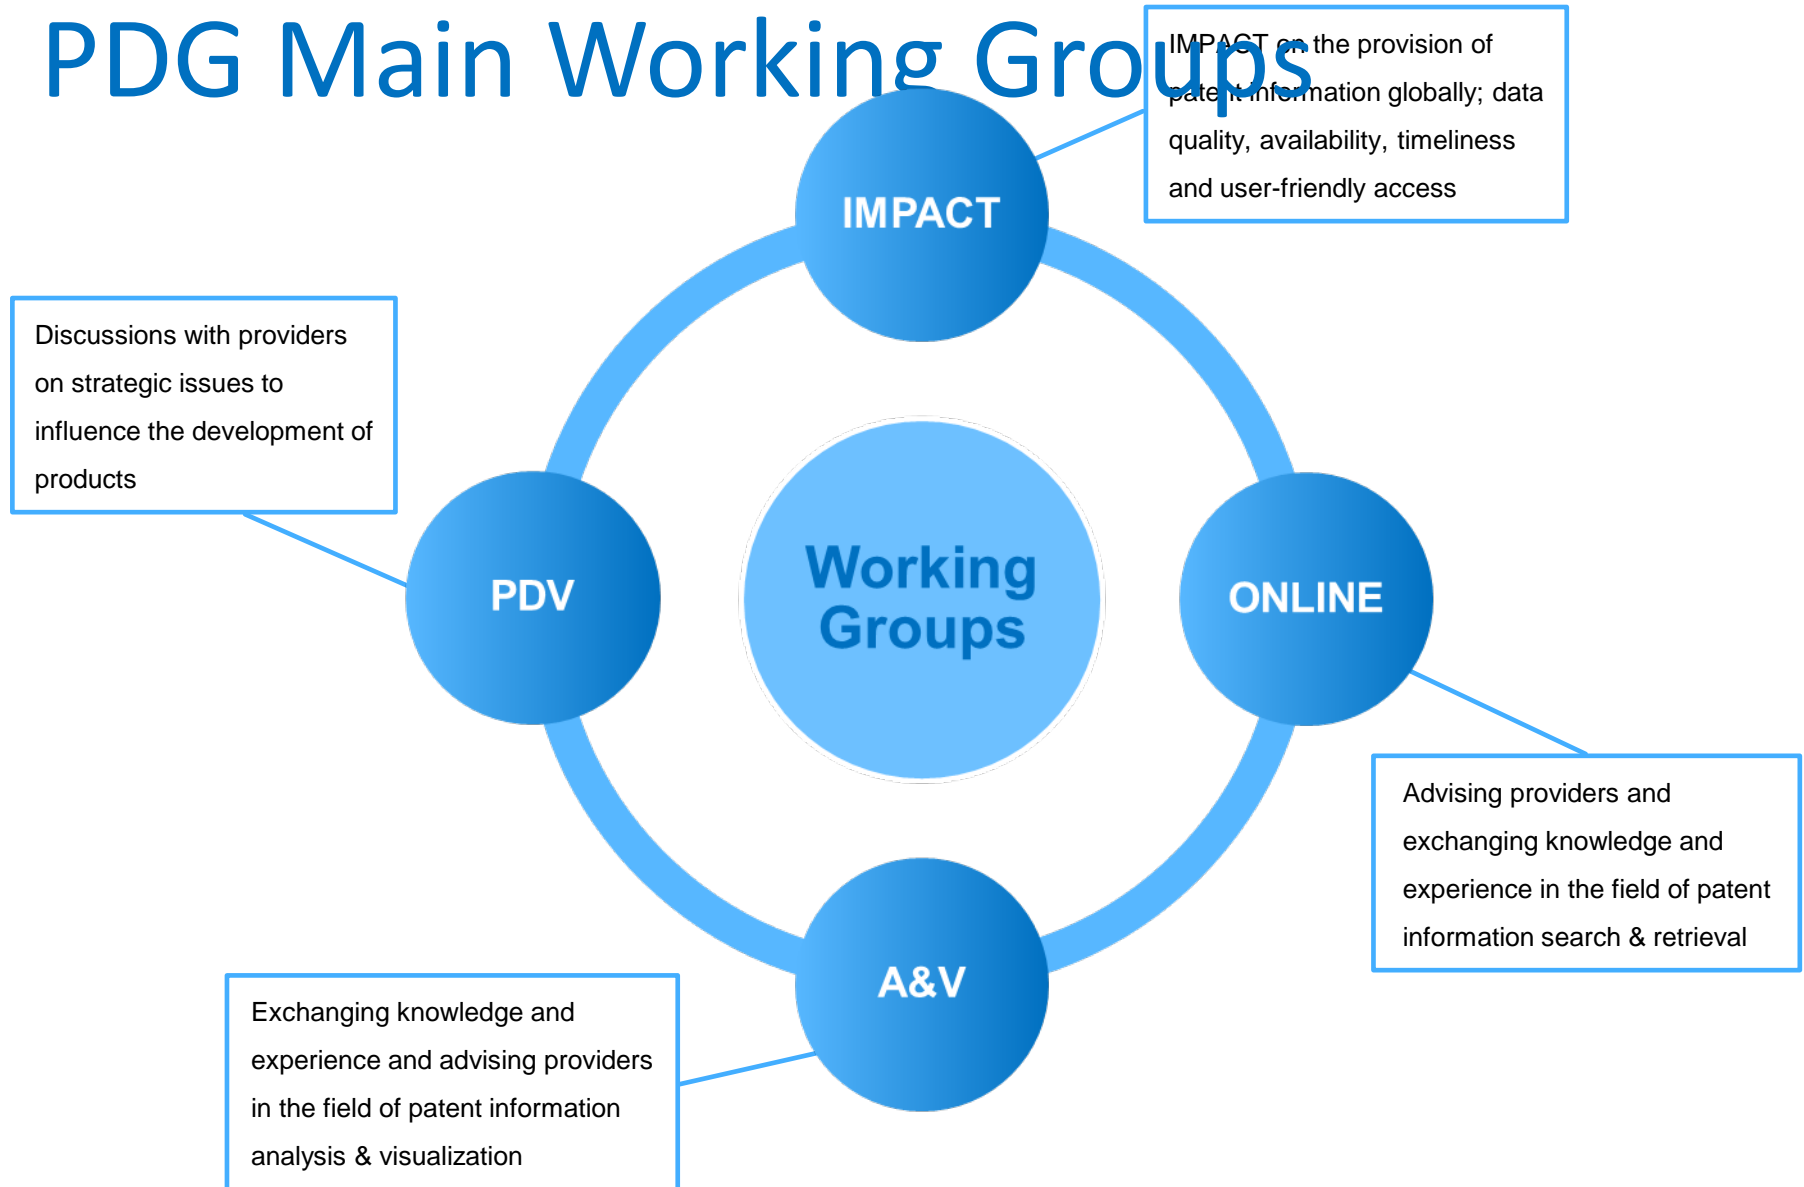 PDG Main Working Groups
IMPACT on the provision of
patent information globally; data
quality, availability, timeliness
and user-friendly access
IMPACT
Discussions with providers
on strategic issues to
influence the development of
products
PDV
Working
Groups
ONLINE
Advising providers and
exchanging knowledge and
experience in the field of patent
information search & retrieval
A&V
Exchanging knowledge and
experience and advising providers
in the field of patent information
analysis & visualization